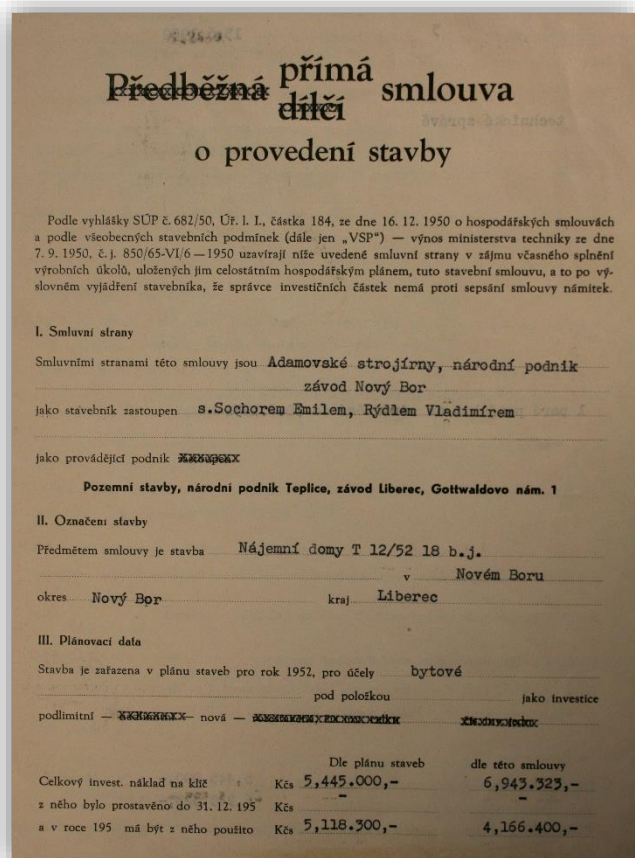 Předběžná přímá smlouva
dílčí
o provedení stavby
Podle vyhlášky SÚP č. 682/50, Úř. l. I., částka 184, ze dne 16. 12. 1950 o hospodářských smlouvách
a podle všeobecných stavebních podmínek (dále jen „VSP") — výnos ministerstva techniky ze dne
7. 9. 1950, č. j. 850/65-VI/6—1950 uzavírají níže uvedené smluvní strany v zájmu včasného splnění
výrobních úkolů, uložených jim celostátním hospodářským plánem, tuto stavební smlouvu, a to po vý-
slovném vyjádření stavebníka, že správce investičních částek nemá proti sepsání smlouvy námitek.
I. Smluvní strany
Smluvními stranami této smlouvy jsou Adamovské strojírny, národní podnik
závod Nový Bor
jako stavebník zastoupen s.Sochorem Emilem, Rýdlem Vladimírem
jako provádějící podnik
Pozemní stavby, národní podnik Teplice, závod Liberec, Gottwaldovo nám. 1
II. Označení stavby
Předmětem smlouvy je stavba Nájemní domy T 12/52 18 b.j.
v Novém Boru
okres Nový Bor kraj Liberec
III. Plánovací data
Stavba je zařazena v plánu staveb pro rok 1952, pro účely bytové
pod položkou jako investice
podlimitní — nová —
Dle plánu staveb dle této smlouvy
Celkový invest. náklad na klíč Kčs 5,445.000,- 6,943.323,-
z něho bylo prostavěno do 31. 12. 195 Kčs - -
a v roce 195 má být z něho použito Kčs 5,118.300,- 4,166.400,-